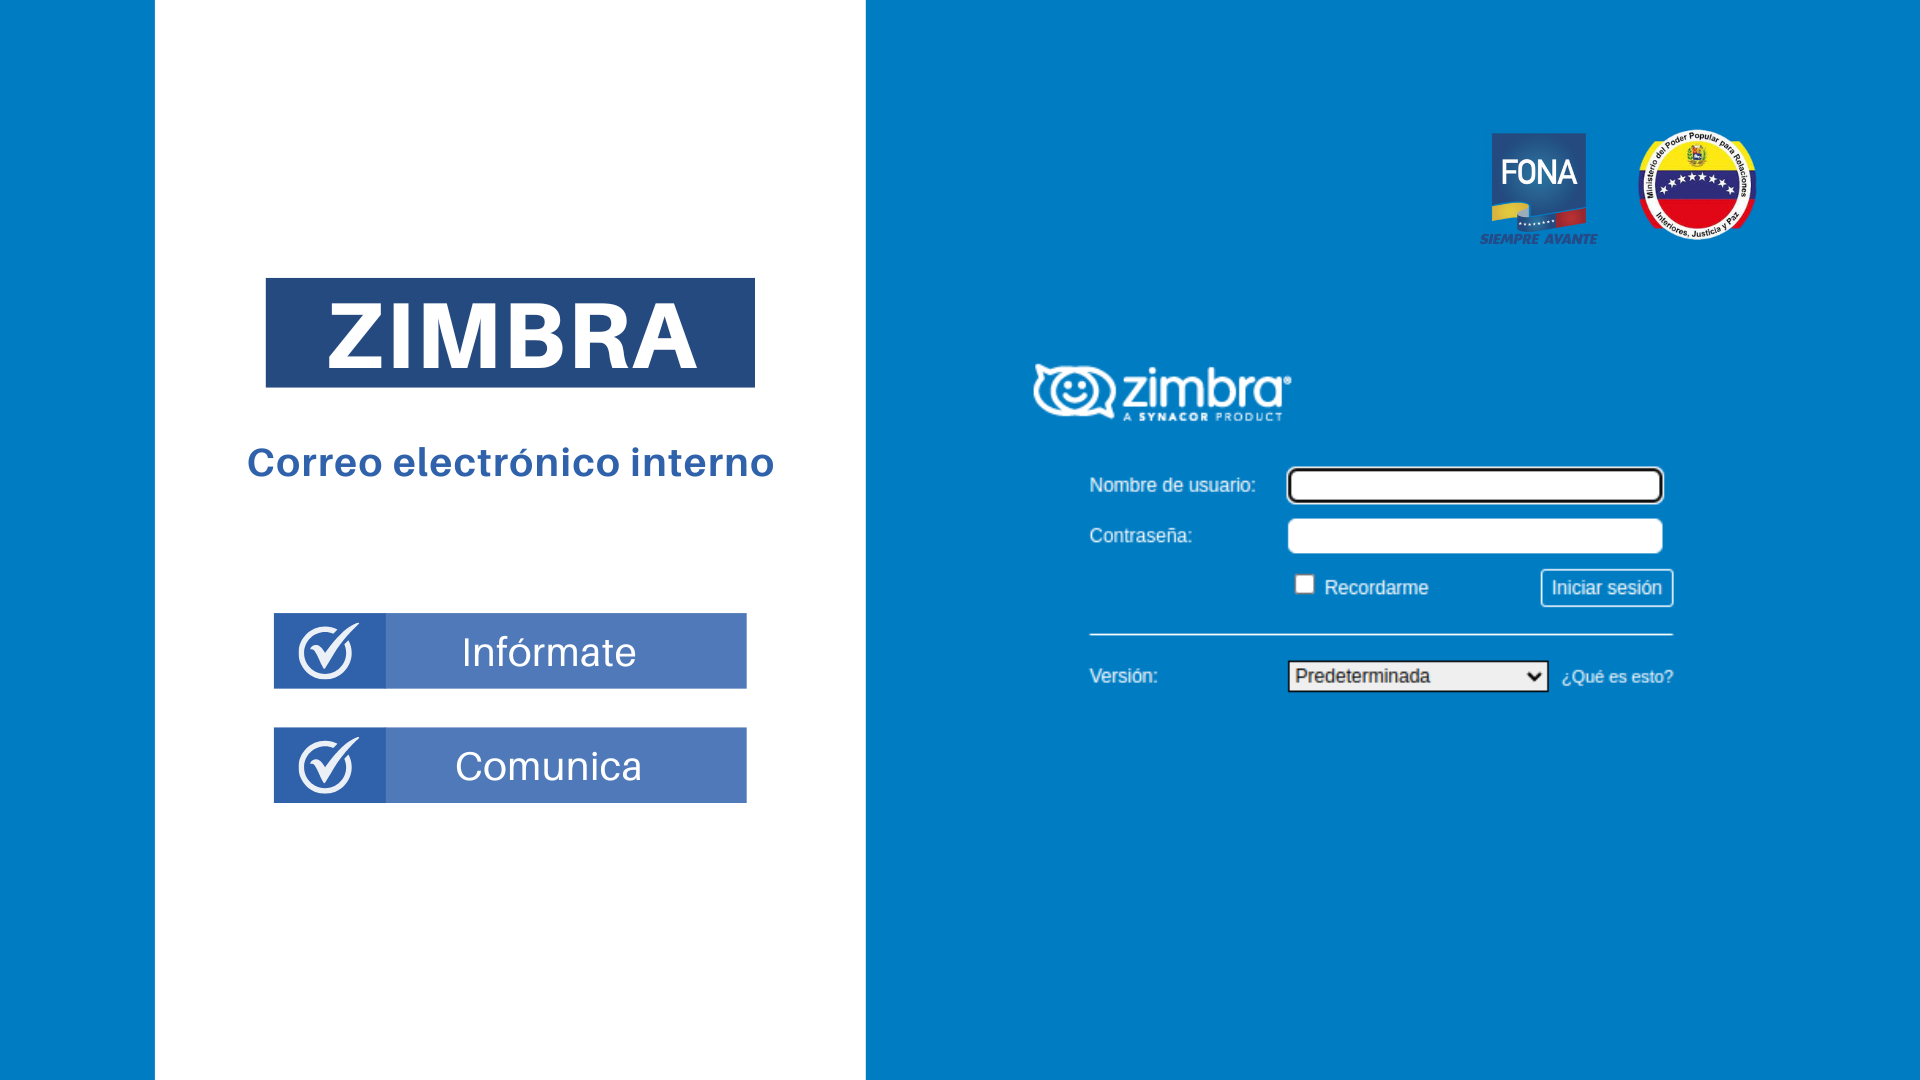 ZIMBRA
Correo electrónico interno
Infórmate
Comunica
FONA
SIEMPRE AVANTE
Ministerio del Poder Popular para Relaciones
Interiores, Justicia y Paz
zimbra®
A SYNACOR PRODUCT
Nombre de usuario:
Contraseña:
Recordarme Iniciar sesión
Versión: Predeterminada ¿Qué es esto?